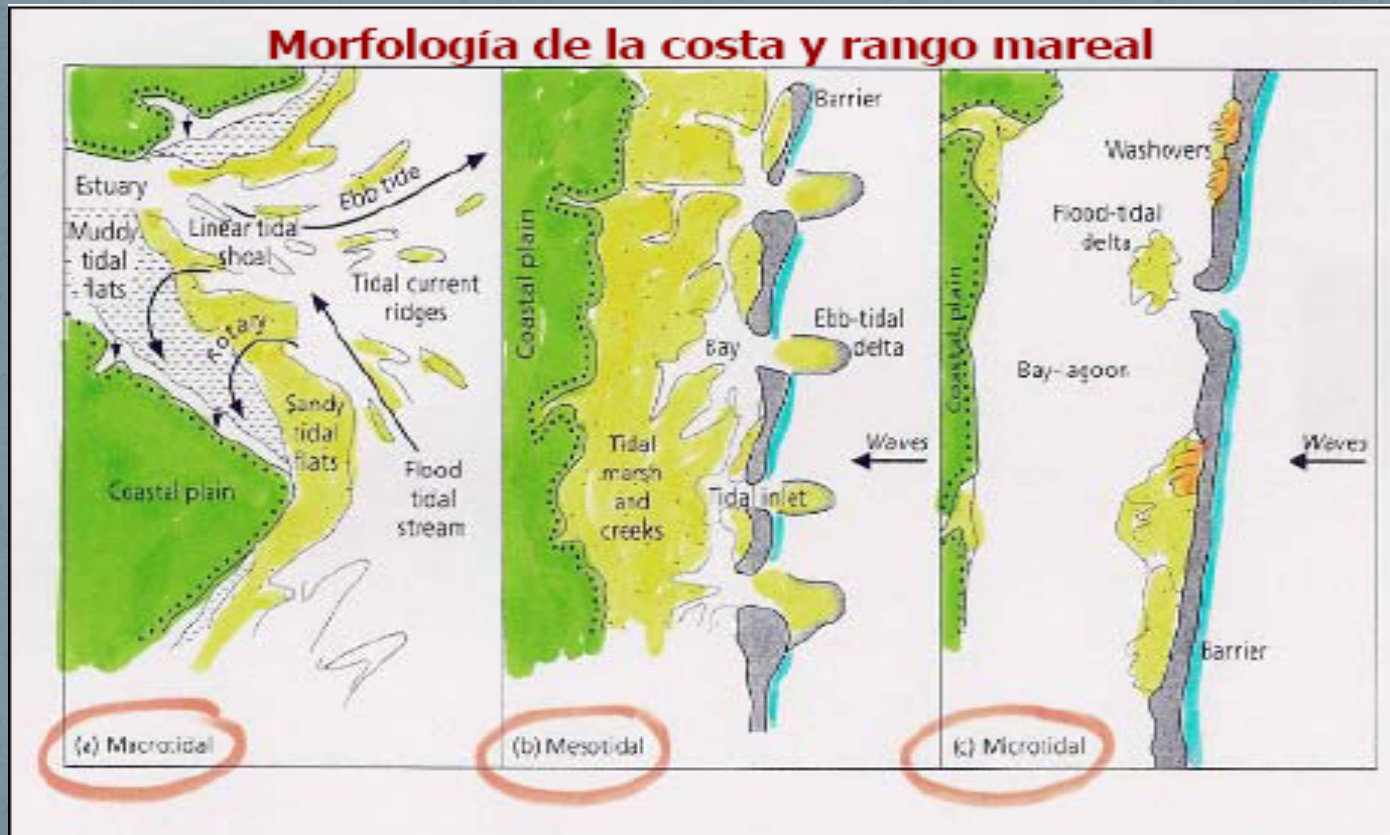 Morfología de la costa y rango mareal
Estuary
Ebb tide
Muddy
tidal
flats
Linear tidal
shoal
Tidal current
ridges
Rotary
Sandy
tidal
flats
Coastal plain
Flood
tidal
stream
(a) Macrotidal
Barrier
Coastal plain
Bay
Ebb-tidal
delta
Waves
Tidal
marsh
and
creeks
Tidal inlet
(b) Mesotidal
Washovers
Flood-tidal
delta
Coastal plain
Bay-lagoon
Waves
Barrier
(c) Microtidal